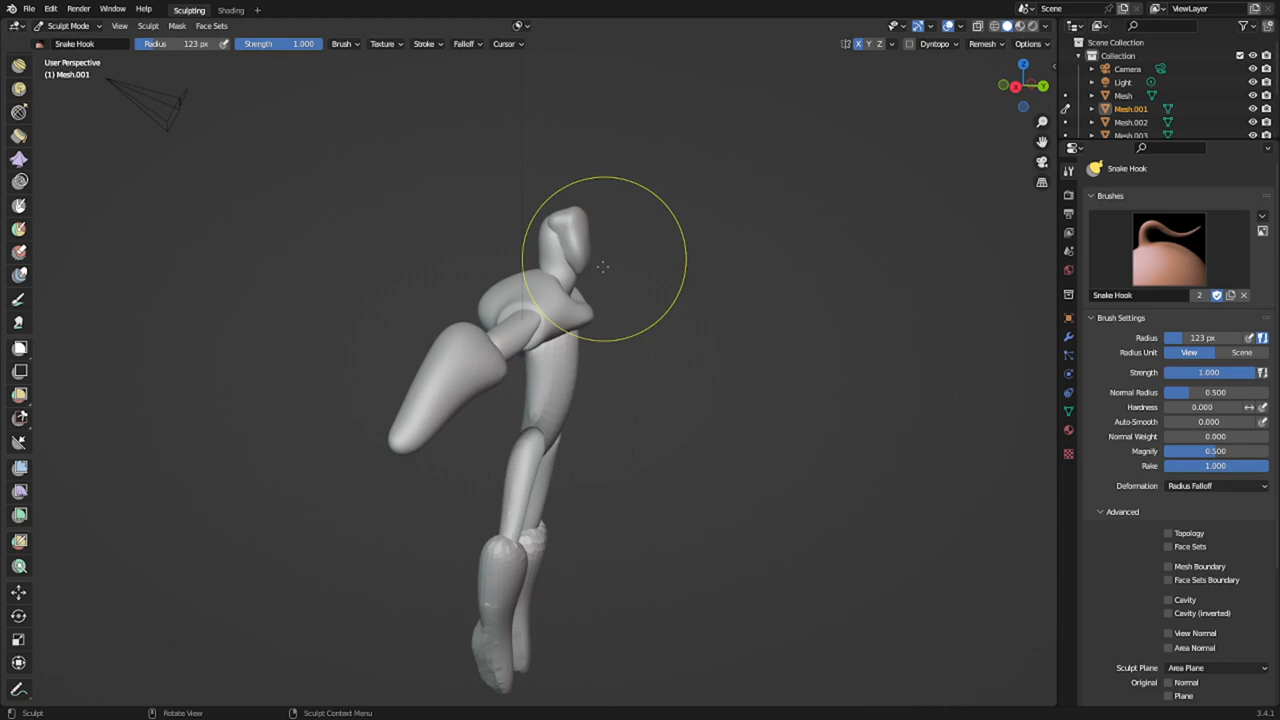 File Edit Render Window Help Sculpting Shading + Scene ViewLayer
Sculpt Mode View Sculpt Mask Face Sets
Snake Hook Radius 123 px Strength 1.000 Brush Texture Stroke Falloff Cursor X Y Z Dyntopo Remesh Options
User Perspective
(1) Mesh.001
Z
X Y
Scene Collection
Collection
Camera
Light
Mesh
Mesh.001
Mesh.002
Mesh.003
Snake Hook
Brushes
Snake Hook 2
Brush Settings
Radius 123 px
Radius Unit View Scene
Strength 1.000
Normal Radius 0.500
Hardness 0.000
Auto-Smooth 0.000
Normal Weight 0.000
Magnify 0.500
Rake 1.000
Deformation Radius Falloff
Advanced
Topology
Face Sets
Mesh Boundary
Face Sets Boundary
Cavity
Cavity (inverted)
View Normal
Area Normal
Sculpt Plane Area Plane
Original Normal
Plane
Sculpt Rotate View Sculpt Context Menu 3.4.1